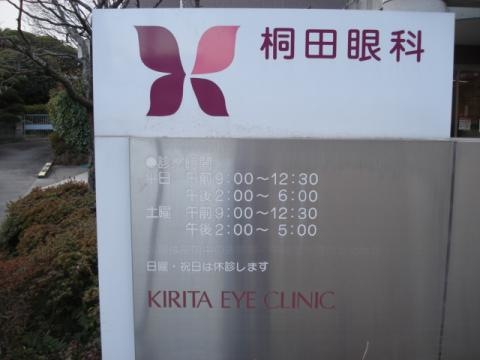 桐田眼科
●診 時間
平日 午前9:00～12:30
午後2:00～ 6:00
土曜 午前9:00～12:30
午後2:00～ 5:00
日曜・祝日は休診します
KIRITA EYE CLINIC